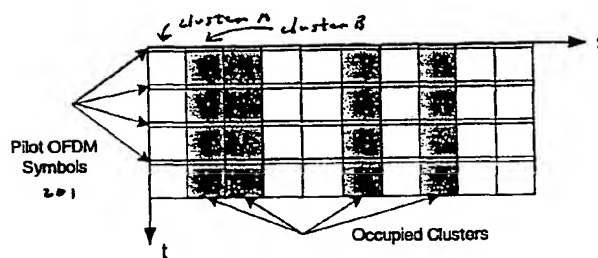 cluster A
cluster B
Pilot OFDM
Symbols
201
Occupied Clusters
t